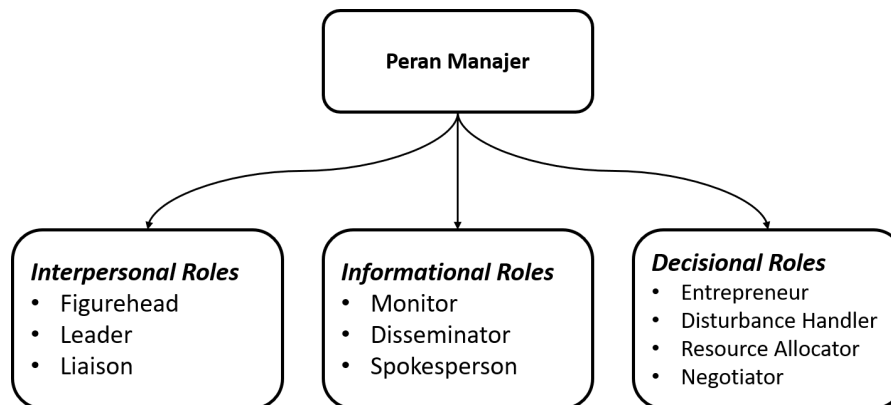 Peran Manajer
Interpersonal Roles
• Figurehead
• Leader
• Liaison
Informational Roles
• Monitor
• Disseminator
• Spokesperson
Decisional Roles
• Entrepreneur
• Disturbance Handler
• Resource Allocator
• Negotiator